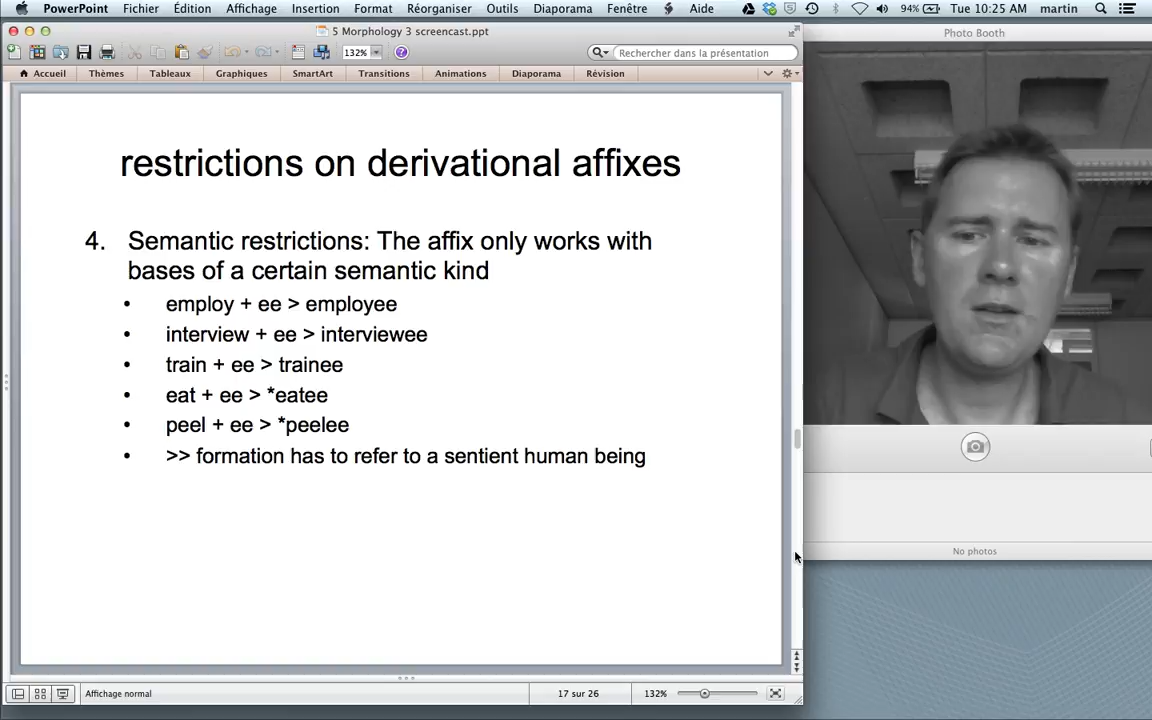 PowerPoint Fichier Édition Affichage Insertion Format Réorganiser Outils Diaporama Fenêtre Aide 94% Tue 10:25 AM martin
5 Morphology 3 screencast.ppt
Photo Booth
132% Rechercher dans la présentation
Accueil Thèmes Tableaux Graphiques SmartArt Transitions Animations Diaporama Révision
restrictions on derivational affixes
4. Semantic restrictions: The affix only works with
bases of a certain semantic kind
• employ + ee > employee
• interview + ee > interviewee
• train + ee > trainee
• eat + ee > *eatee
• peel + ee > *peelee
• >> formation has to refer to a sentient human being
No photos
Affichage normal 17 sur 26 132%